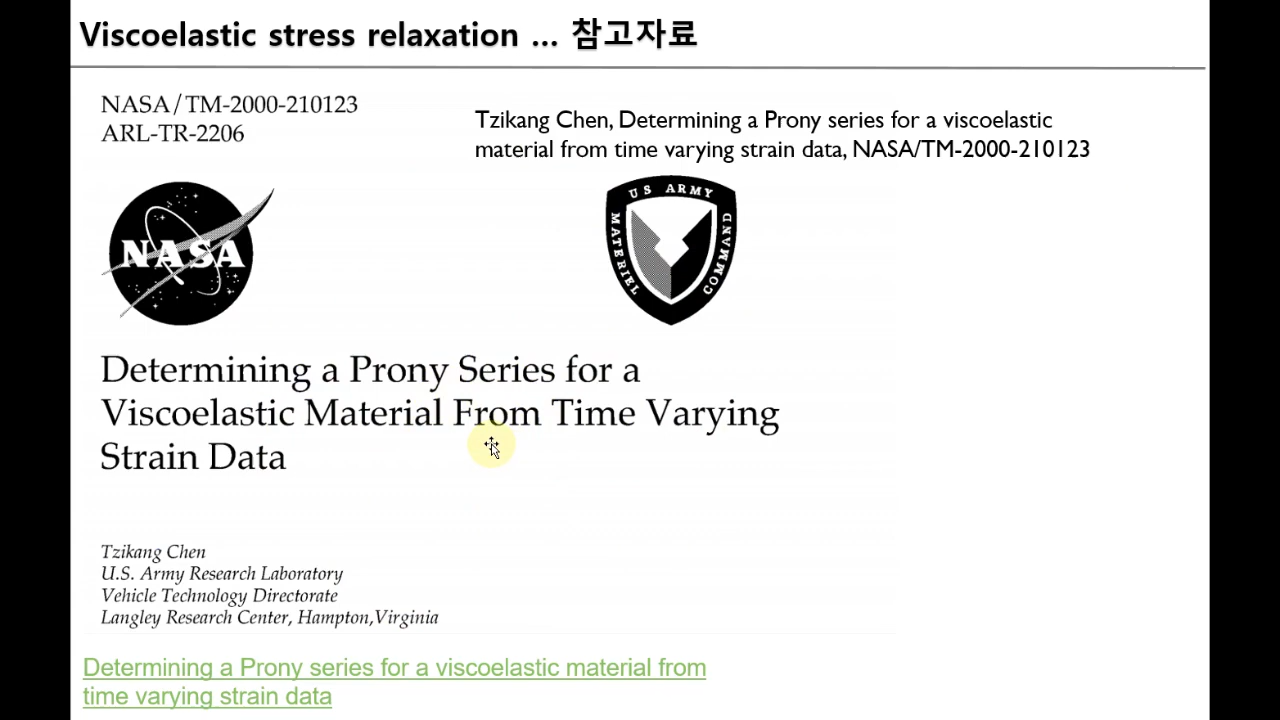 Viscoelastic stress relaxation ... 참고자료
NASA/TM-2000-210123
ARL-TR-2206
Tzikang Chen, Determining a Prony series for a viscoelastic
material from time varying strain data, NASA/TM-2000-210123
NASA
US ARMY
MATERIEL
COMMAND
Determining a Prony Series for a
Viscoelastic Material From Time Varying
Strain Data
Tzikang Chen
U.S. Army Research Laboratory
Vehicle Technology Directorate
Langley Research Center, Hampton,Virginia
Determining a Prony series for a viscoelastic material from
time varying strain data